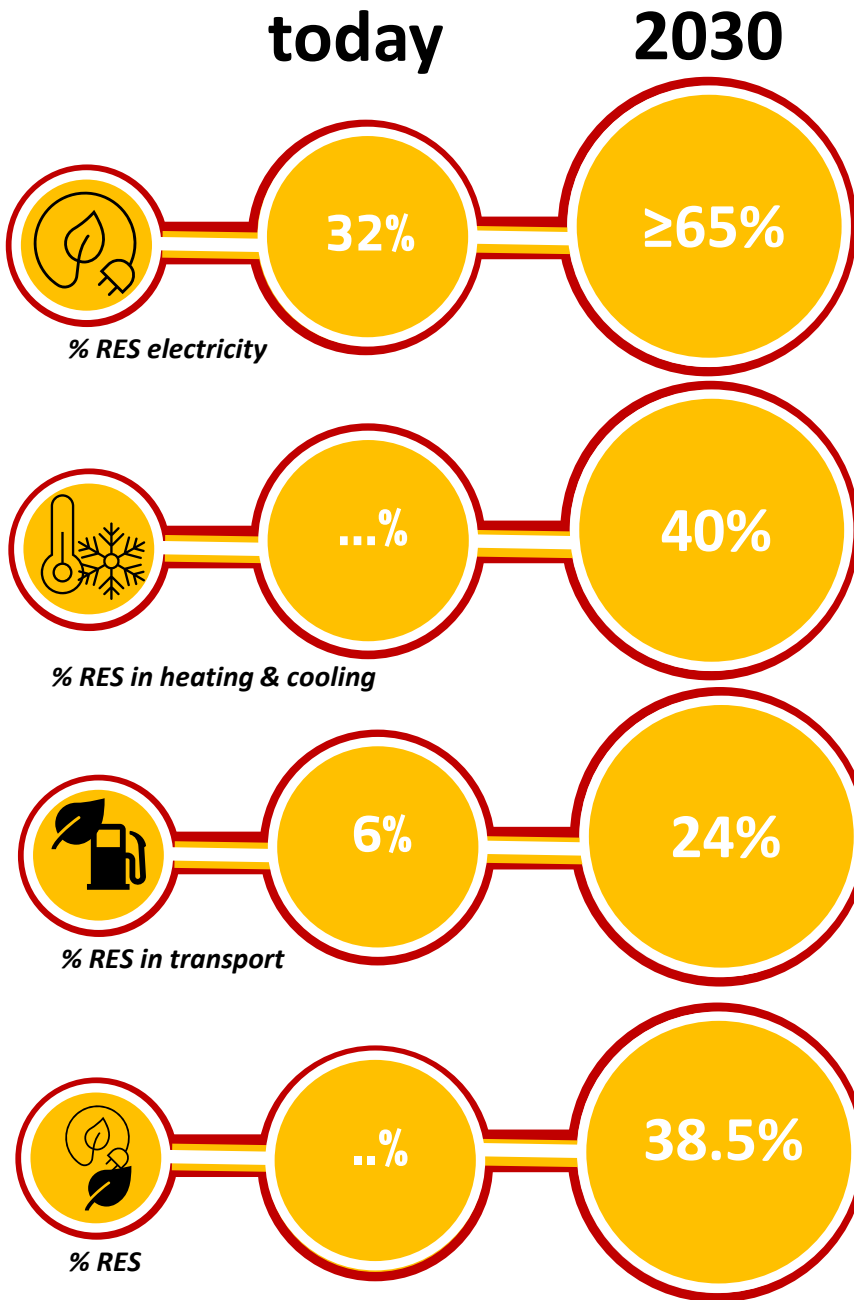 today 2030
32% ≥65%
% RES electricity
...% 40%
% RES in heating & cooling
6% 24%
% RES in transport
..% 38.5%
% RES